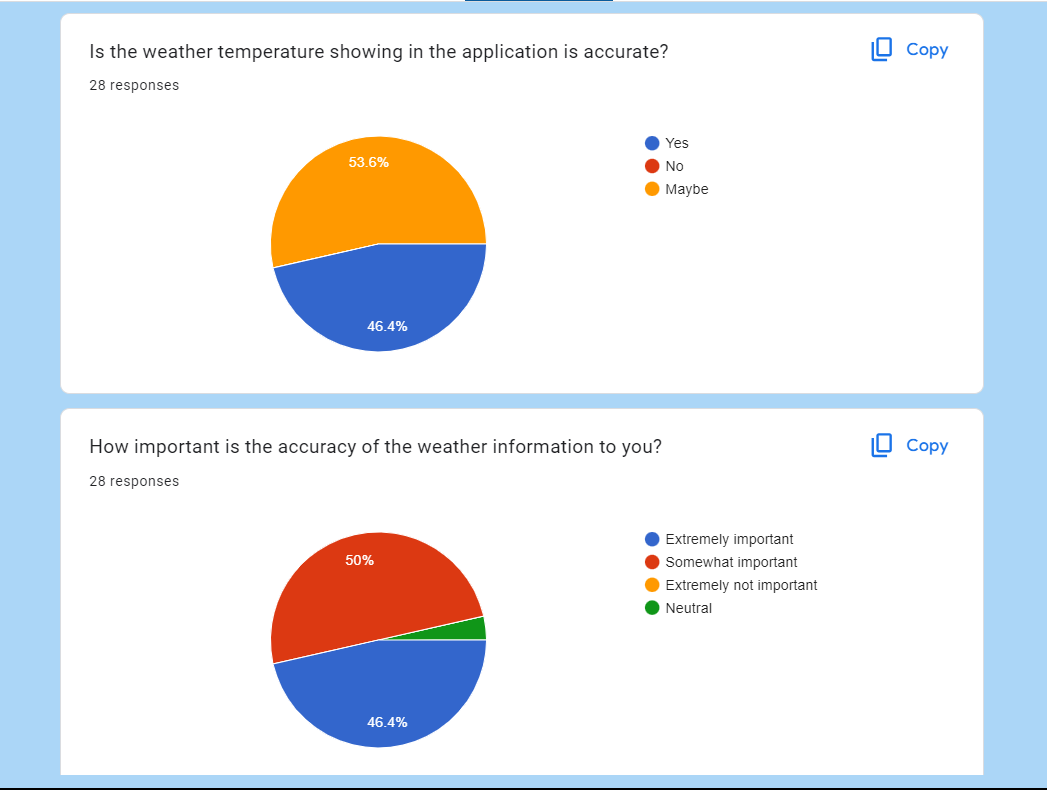 Is the weather temperature showing in the application is accurate?
Copy
28 responses
53.6%
46.4%
Yes
No
Maybe
How important is the accuracy of the weather information to you?
Copy
28 responses
50%
46.4%
Extremely important
Somewhat important
Extremely not important
Neutral